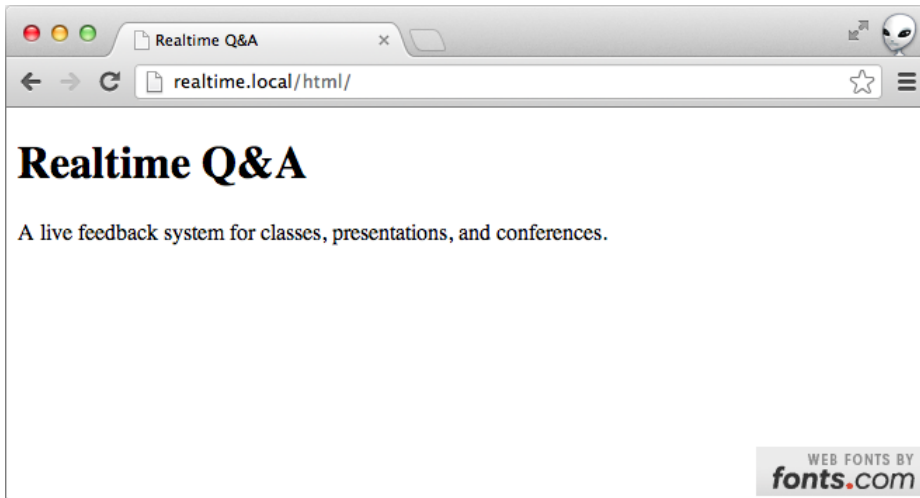 Realtime Q&A
realtime.local/html/
Realtime Q&A
A live feedback system for classes, presentations, and conferences.
WEB FONTS BY
fonts.com